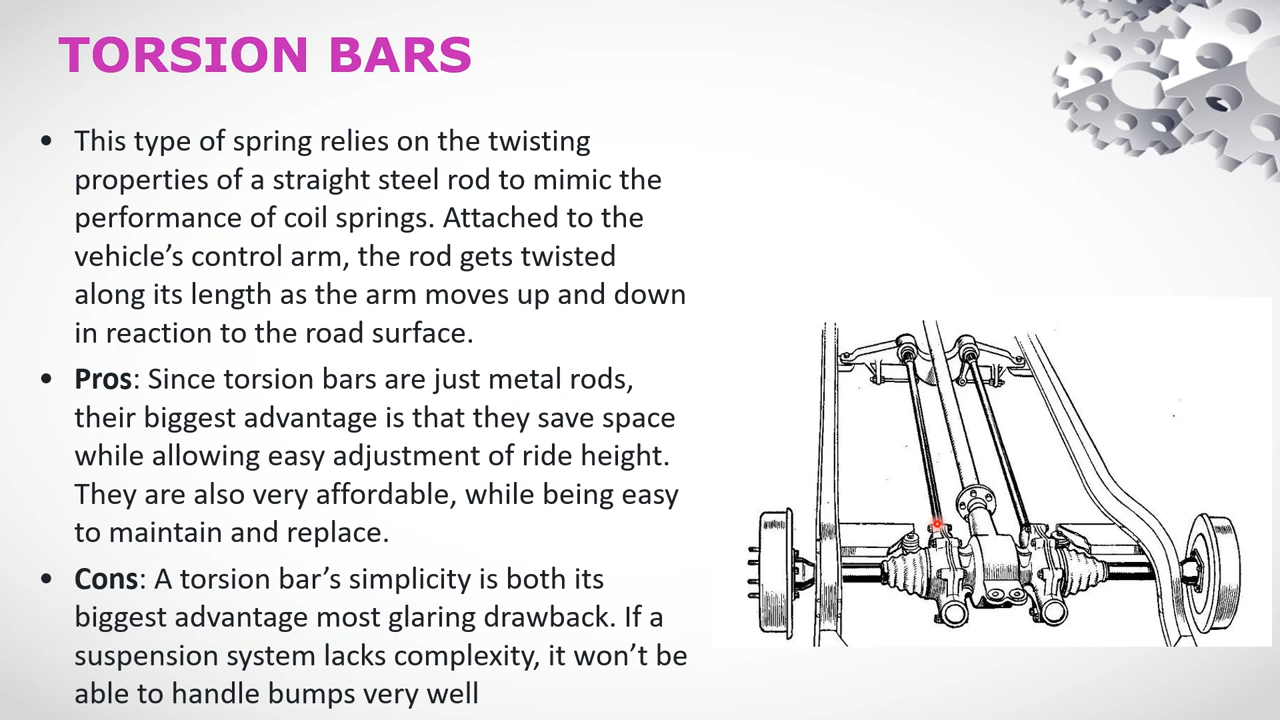 TORSION BARS
• This type of spring relies on the twisting
properties of a straight steel rod to mimic the
performance of coil springs. Attached to the
vehicle’s control arm, the rod gets twisted
along its length as the arm moves up and down
in reaction to the road surface.
• Pros: Since torsion bars are just metal rods,
their biggest advantage is that they save space
while allowing easy adjustment of ride height.
They are also very affordable, while being easy
to maintain and replace.
• Cons: A torsion bar’s simplicity is both its
biggest advantage most glaring drawback. If a
suspension system lacks complexity, it won’t be
able to handle bumps very well